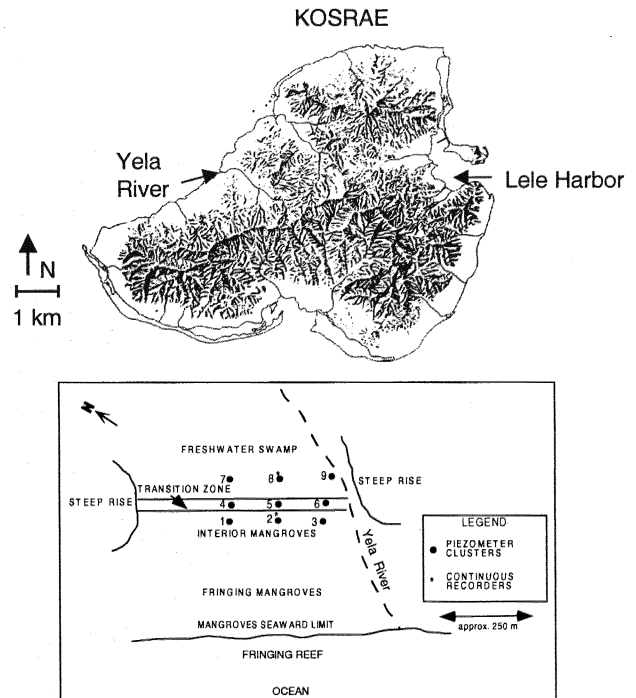 KOSRAE
Yela
River
Lele Harbor
N
1 km
N
FRESHWATER SWAMP
7 8* 9
STEEP RISE
TRANSITION ZONE
STEEP RISE
4 5 6
1 2* 3
INTERIOR MANGROVES
Yela River
LEGEND
PIEZOMETER
CLUSTERS
* CONTINUOUS
RECORDERS
approx. 250 m
FRINGING MANGROVES
MANGROVES SEAWARD LIMIT
FRINGING REEF
OCEAN